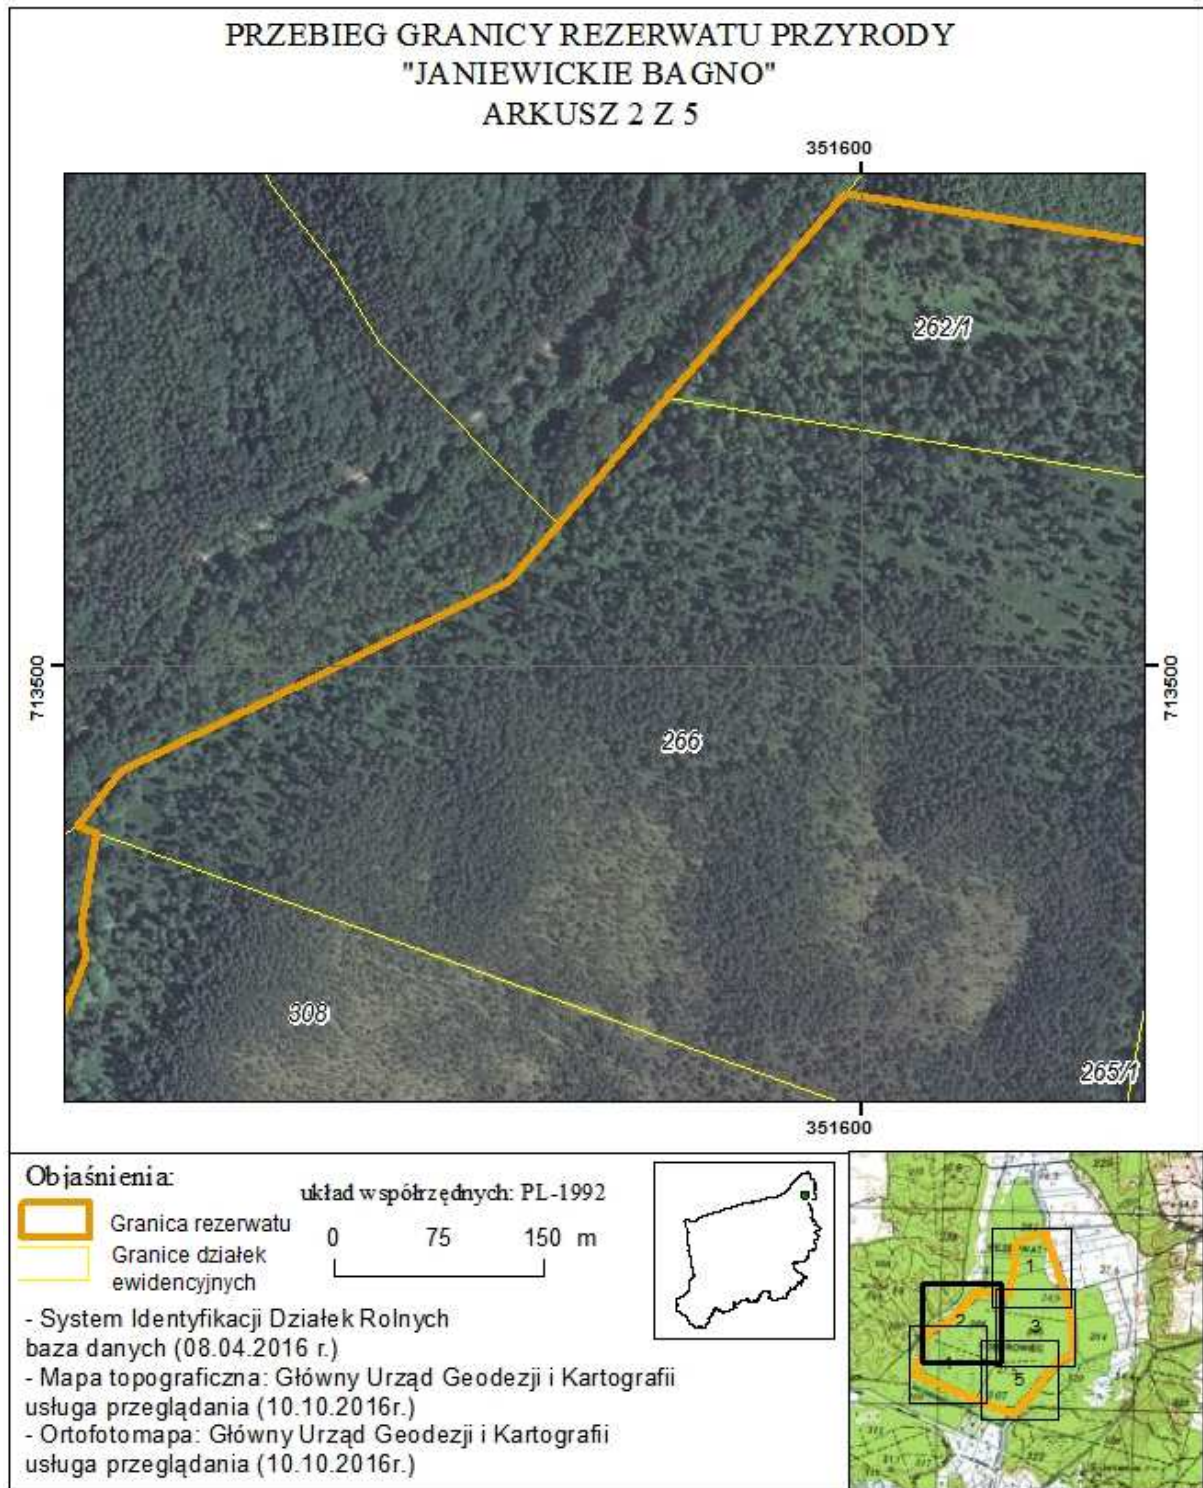 PRZEBIEG GRANICY REZERWATU PRZYRODY
"JANIEWICKIE BAGNO"
ARKUSZ 2 Z 5
351600
262/1
713500
713500
266
308
265/1
351600
Objaśnienia:
Granica rezerwatu
Granice działek
ewidencyjnych
układ współrzędnych: PL-1992
0 75 150 m
- System Identyfikacji Działek Rolnych
baza danych (08.04.2016 r.)
- Mapa topograficzna: Główny Urząd Geodezji i Kartografii
usługa przeglądania (10.10.2016r.)
- Ortofotomapa: Główny Urząd Geodezji i Kartografii
usługa przeglądania (10.10.2016r.)
1
2
3
5